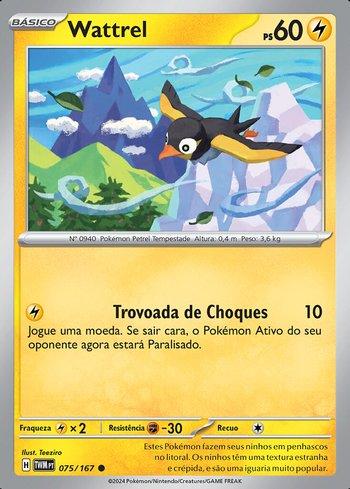 BÁSICO
Wattrel
PS60
Nº 0940 Pokémon Petrel Tempestade Altura: 0,4 m Peso: 3,6 kg
Trovoada de Choques 10
Jogue uma moeda. Se sair cara, o Pokémon Ativo do seu
oponente agora estará Paralisado.
Fraqueza x2 Resistência -30 Recuo
Ilust. Teeziro
H TWM PT 075/167
Estes Pokémon fazem seus ninhos em penhascos
no litoral. Os ninhos têm uma textura estranha
e crépida, e são uma iguaria muito popular.
©2024 Pokémon/Nintendo/Creatures/GAME FREAK